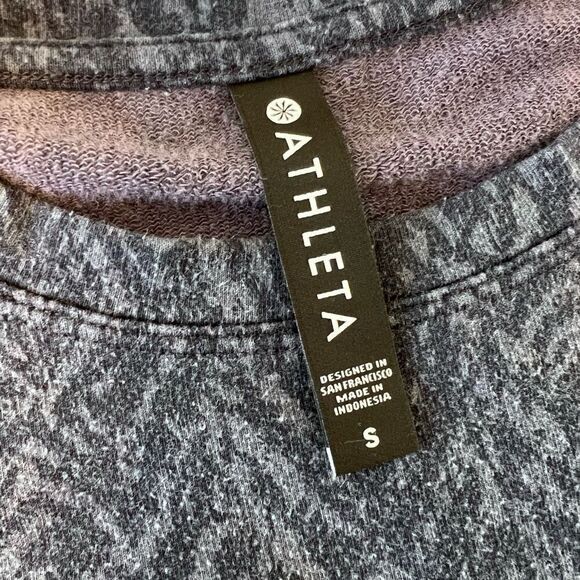 ATHLETA
DESIGNED IN
SAN FRANCISCO
MADE IN
INDONESIA
S